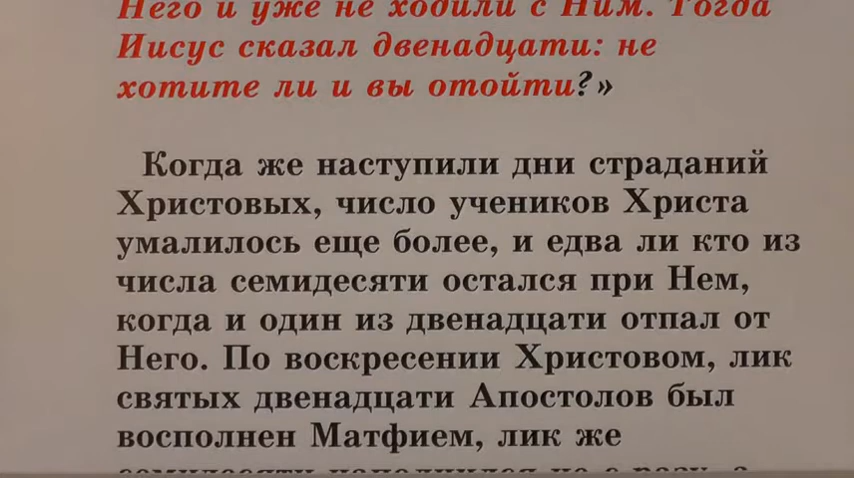 Него и уже не ходили с Ним. Тогда
Иисус сказал двенадцати: не
хотите ли и вы отойти?»
Когда же наступили дни страданий
Христовых, число учеников Христа
умалилось еще более, и едва ли кто из
числа семидесяти остался при Нем,
когда и один из двенадцати отпал от
Него. По воскресении Христовом, лик
святых двенадцати Апостолов был
восполнен Матфием, лик же